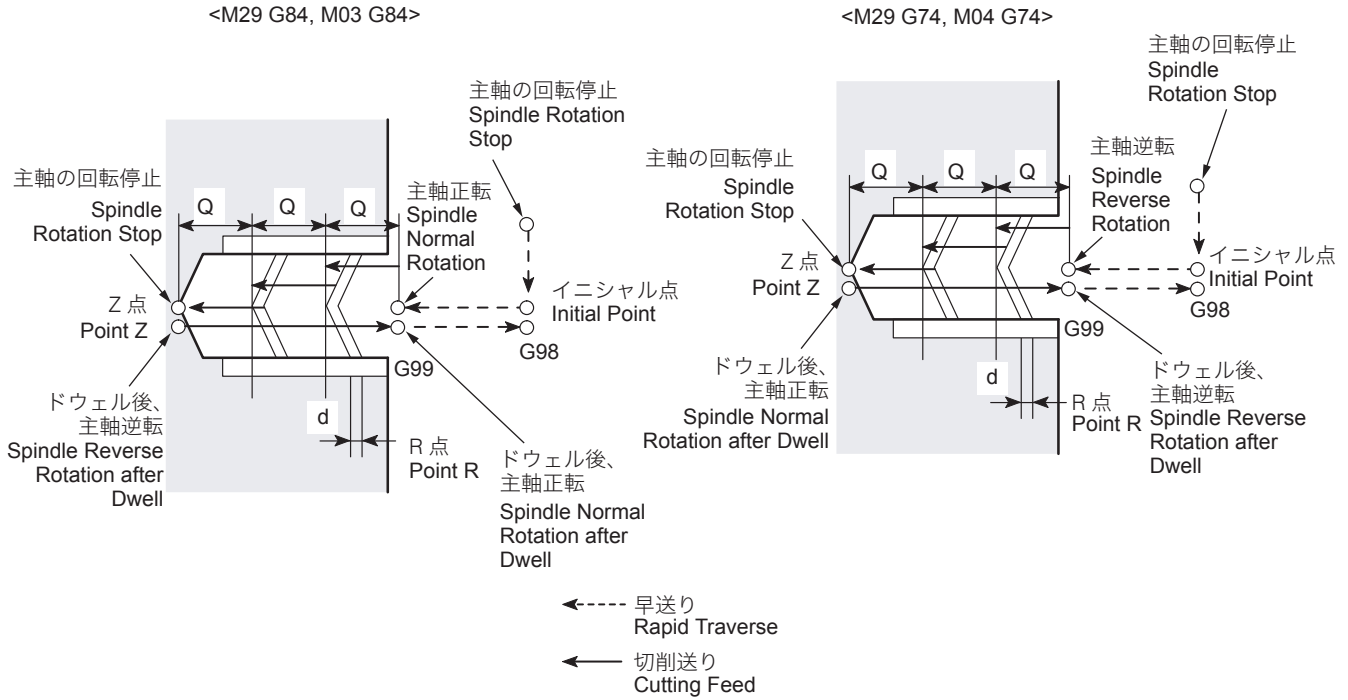 <M29 G84, M03 G84>
主軸の回転停止
Spindle Rotation
Stop
主軸の回転停止
Spindle
Rotation Stop
Q
Q
Q
主軸正転
Spindle
Normal
Rotation
Z 点
Point Z
イニシャル点
Initial Point
G98
G99
ドウェル後、
主軸逆転
Spindle Reverse
Rotation after
Dwell
d
R 点
Point R
ドウェル後、
主軸正転
Spindle Normal
Rotation after
Dwell
<M29 G74, M04 G74>
主軸の回転停止
Spindle
Rotation Stop
主軸の回転停止
Spindle
Rotation Stop
Q
Q
Q
主軸逆転
Spindle
Reverse
Rotation
Z 点
Point Z
イニシャル点
Initial Point
G98
G99
ドウェル後、
主軸正転
Spindle Normal
Rotation after Dwell
d
R 点
Point R
ドウェル後、
主軸逆転
Spindle Reverse
Rotation after
Dwell
早送り
Rapid Traverse
切削送り
Cutting Feed